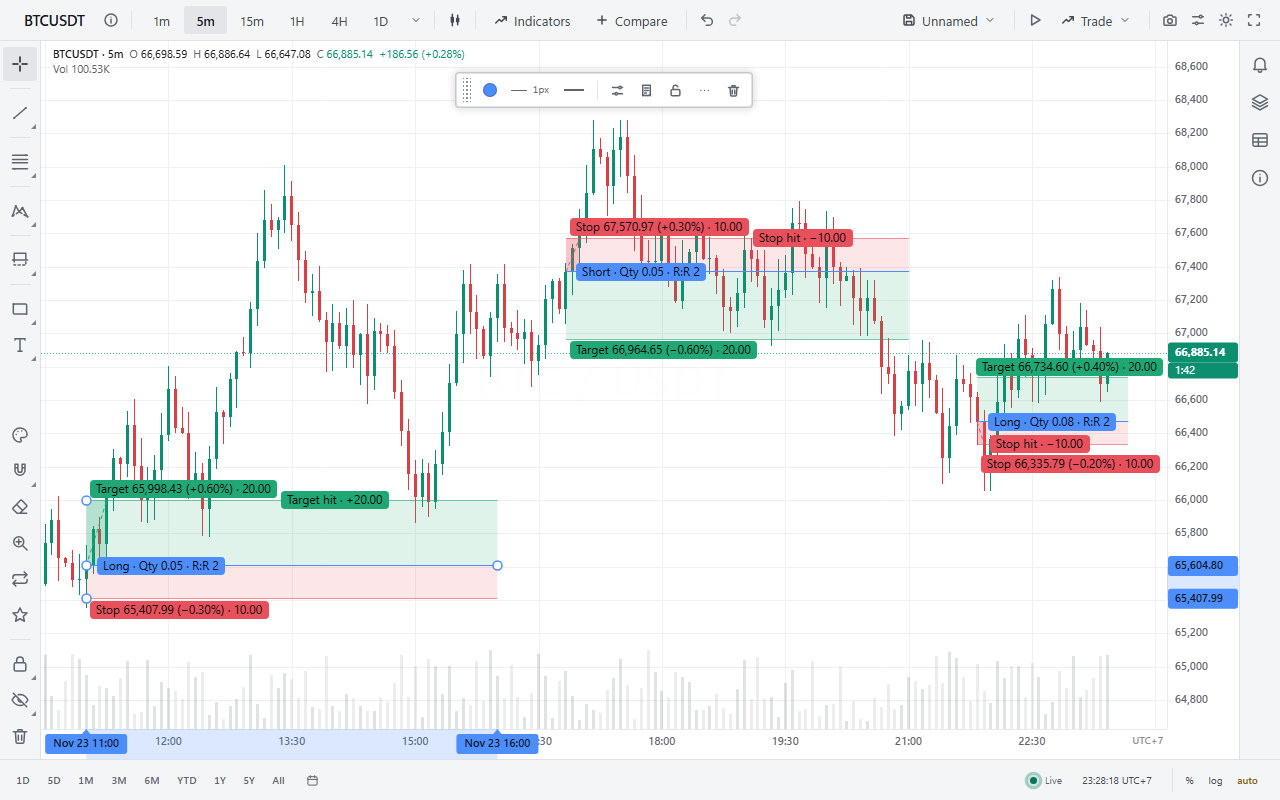 BTCUSDT 1m 5m 15m 1H 4H 1D Indicators Compare Unnamed Trade
BTCUSDT · 5m O 66,698.59 H 66,886.64 L 66,647.08 C 66,885.14 +186.56 (+0.28%)
Vol 100.53K
1px
68,600
68,400
68,200
68,000
67,800
67,600
67,400
67,200
67,000
66,885.14
1:42
66,600
66,400
66,200
66,000
65,800
65,604.80
65,407.99
65,200
65,000
64,800
Stop 67,570.97 (+0.30%) · 10.00
Stop hit · −10.00
Short · Qty 0.05 · R:R 2
Target 66,964.65 (−0.60%) · 20.00
Target 66,734.60 (+0.40%) · 20.00
Long · Qty 0.08 · R:R 2
Stop hit · −10.00
Stop 66,335.79 (−0.20%) · 10.00
Target 65,998.43 (+0.60%) · 20.00
Target hit · +20.00
Long · Qty 0.05 · R:R 2
Stop 65,407.99 (−0.30%) · 10.00
Nov 23 11:00 12:00 13:30 15:00 Nov 23 16:00 :30 18:00 19:30 21:00 22:30 UTC+7
1D 5D 1M 3M 6M YTD 1Y 5Y All Live 23:28:18 UTC+7 % log auto